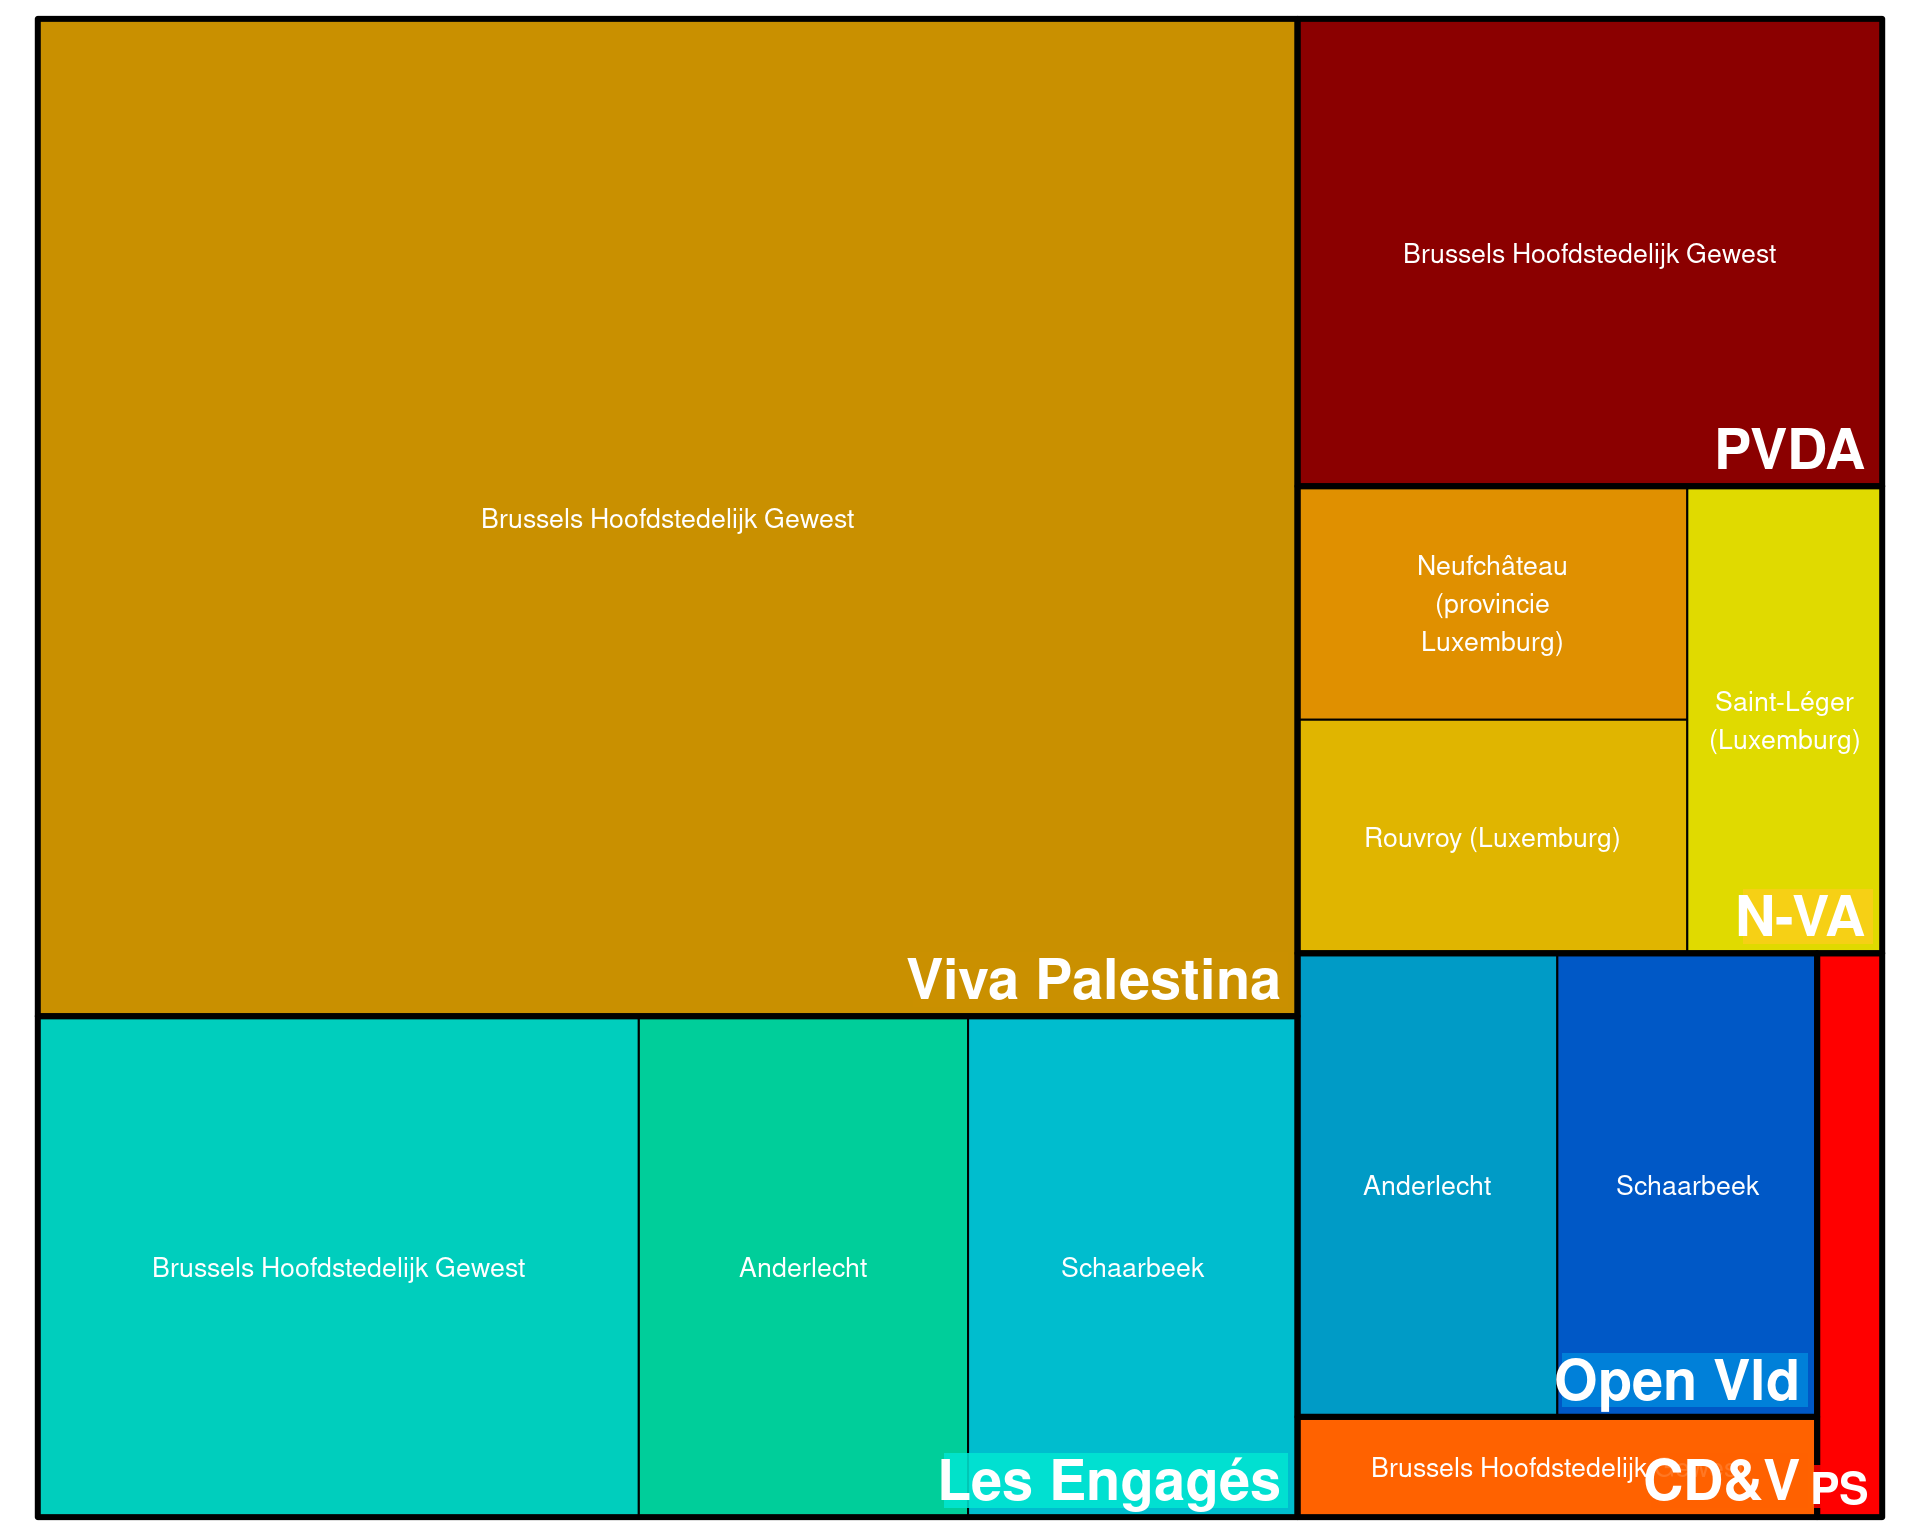 Brussels Hoofdstedelijk Gewest
Viva Palestina
Brussels Hoofdstedelijk Gewest
Anderlecht
Schaarbeek
Les Engagés
Brussels Hoofdstedelijk Gewest
PVDA
Neufchâteau
(provincie
Luxemburg)
Rouvroy (Luxemburg)
Saint-Léger
(Luxemburg)
N-VA
Anderlecht
Schaarbeek
Open Vld
Brussels Hoofdstedelijk
CD&V
PS